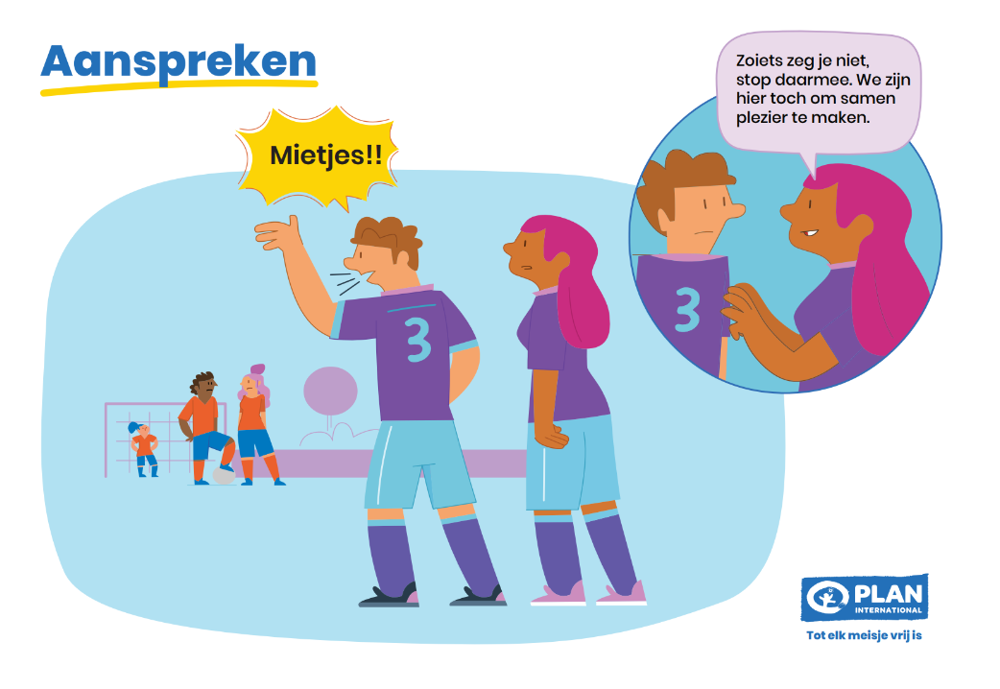 Aanspreken
Mietjes!!
Zoiets zeg je niet,
stop daarmee. We zijn
hier toch om samen
plezier te maken.
3
3
PLAN
INTERNATIONAL
Tot elk meisje vrij is